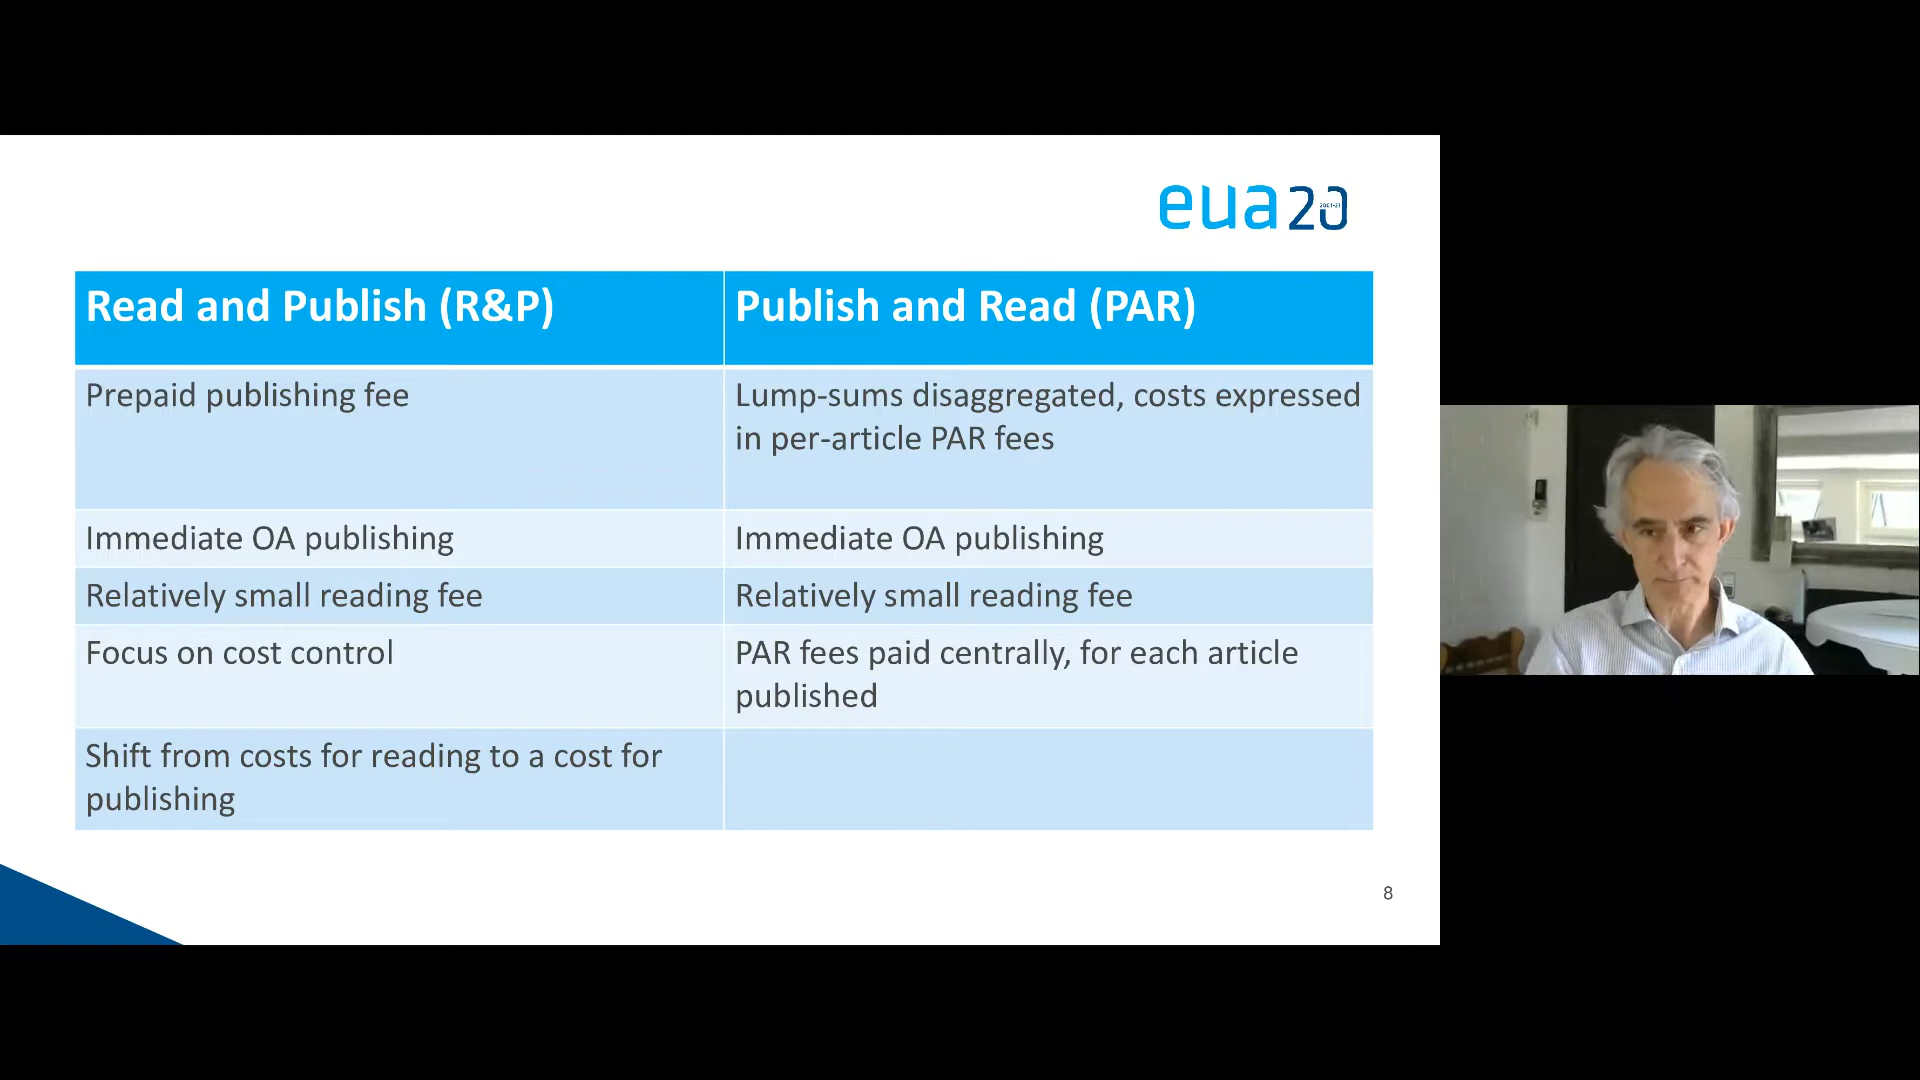 eua20
2001-21
Read and Publish (R&P)
Publish and Read (PAR)
Prepaid publishing fee
Lump-sums disaggregated, costs expressed
in per-article PAR fees
Immediate OA publishing
Immediate OA publishing
Relatively small reading fee
Relatively small reading fee
Focus on cost control
PAR fees paid centrally, for each article
published
Shift from costs for reading to a cost for
publishing
8